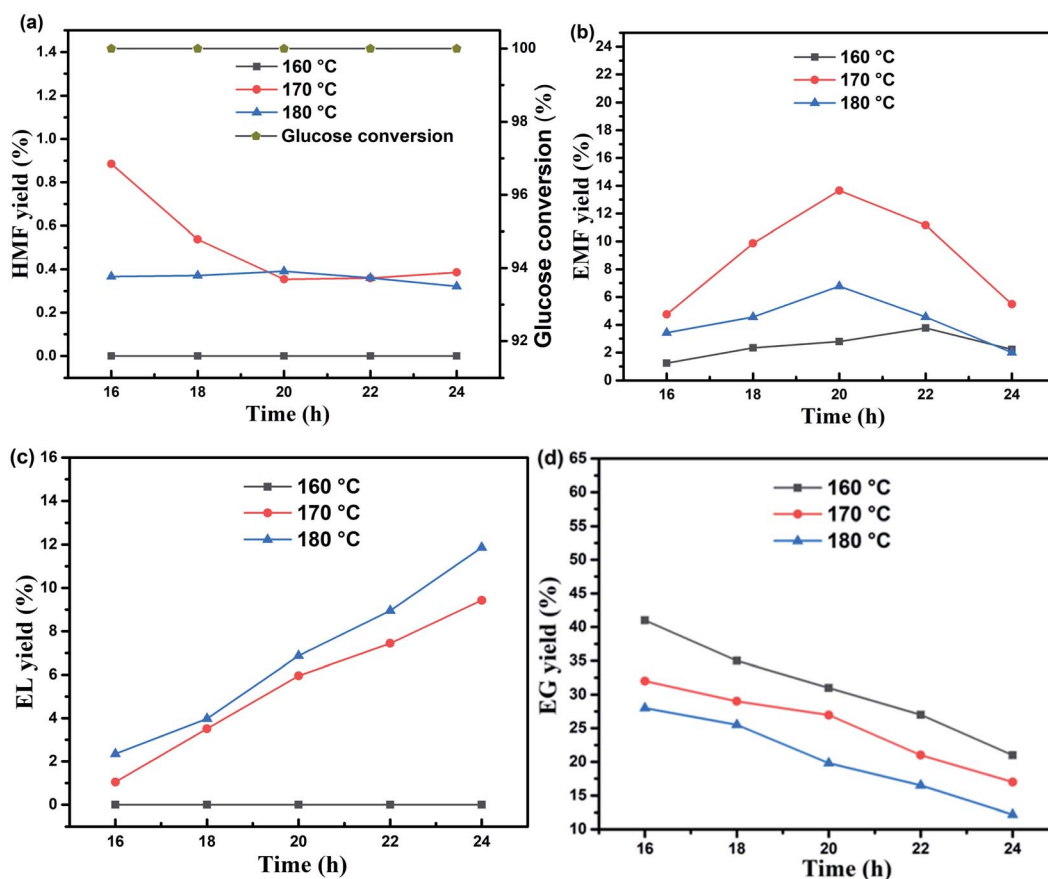 (a)
1.4
1.2
1.0
0.8
0.6
0.4
0.2
0.0
HMF yield (%)
160 °C
170 °C
180 °C
Glucose conversion
100
98
96
94
92
Glucose conversion (%)
16 18 20 22 24
Time (h)
(b)
24
22
20
18
16
14
12
10
8
6
4
2
0
EMF yield (%)
160 °C
170 °C
180 °C
16 18 20 22 24
Time (h)
(c)
16
14
12
10
8
6
4
2
0
EL yield (%)
160 °C
170 °C
180 °C
16 18 20 22 24
Time (h)
(d)
65
60
55
50
45
40
35
30
25
20
15
10
EG yield (%)
160 °C
170 °C
180 °C
16 18 20 22 24
Time (h)